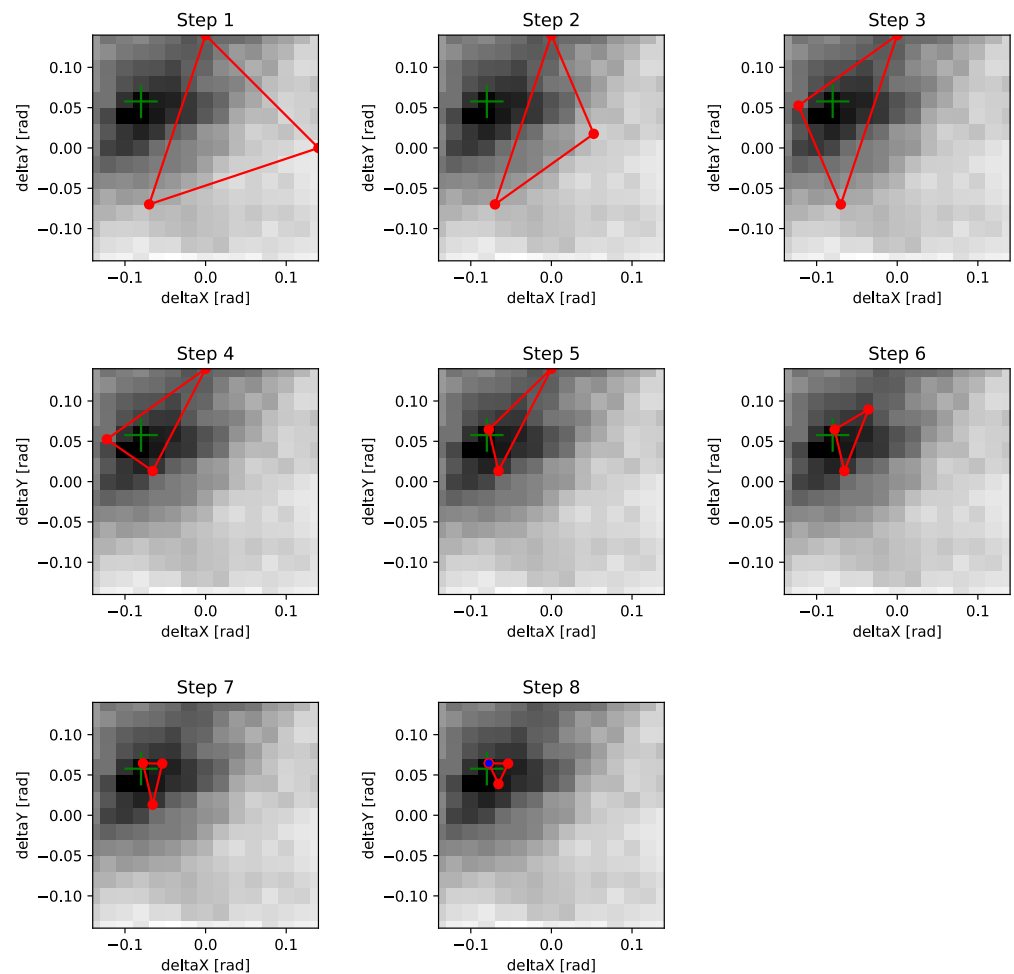 Step 1 Step 2 Step 3
deltaY [rad] 0.10 0.05 0.00 −0.05 −0.10 deltaY [rad] 0.10 0.05 0.00 −0.05 −0.10 deltaY [rad] 0.10 0.05 0.00 −0.05 −0.10
−0.1 0.0 0.1 −0.1 0.0 0.1 −0.1 0.0 0.1
deltaX [rad] deltaX [rad] deltaX [rad]
Step 4 Step 5 Step 6
deltaY [rad] 0.10 0.05 0.00 −0.05 −0.10 deltaY [rad] 0.10 0.05 0.00 −0.05 −0.10 deltaY [rad] 0.10 0.05 0.00 −0.05 −0.10
−0.1 0.0 0.1 −0.1 0.0 0.1 −0.1 0.0 0.1
deltaX [rad] deltaX [rad] deltaX [rad]
Step 7 Step 8
deltaY [rad] 0.10 0.05 0.00 −0.05 −0.10 deltaY [rad] 0.10 0.05 0.00 −0.05 −0.10
−0.1 0.0 0.1 −0.1 0.0 0.1
deltaX [rad] deltaX [rad]